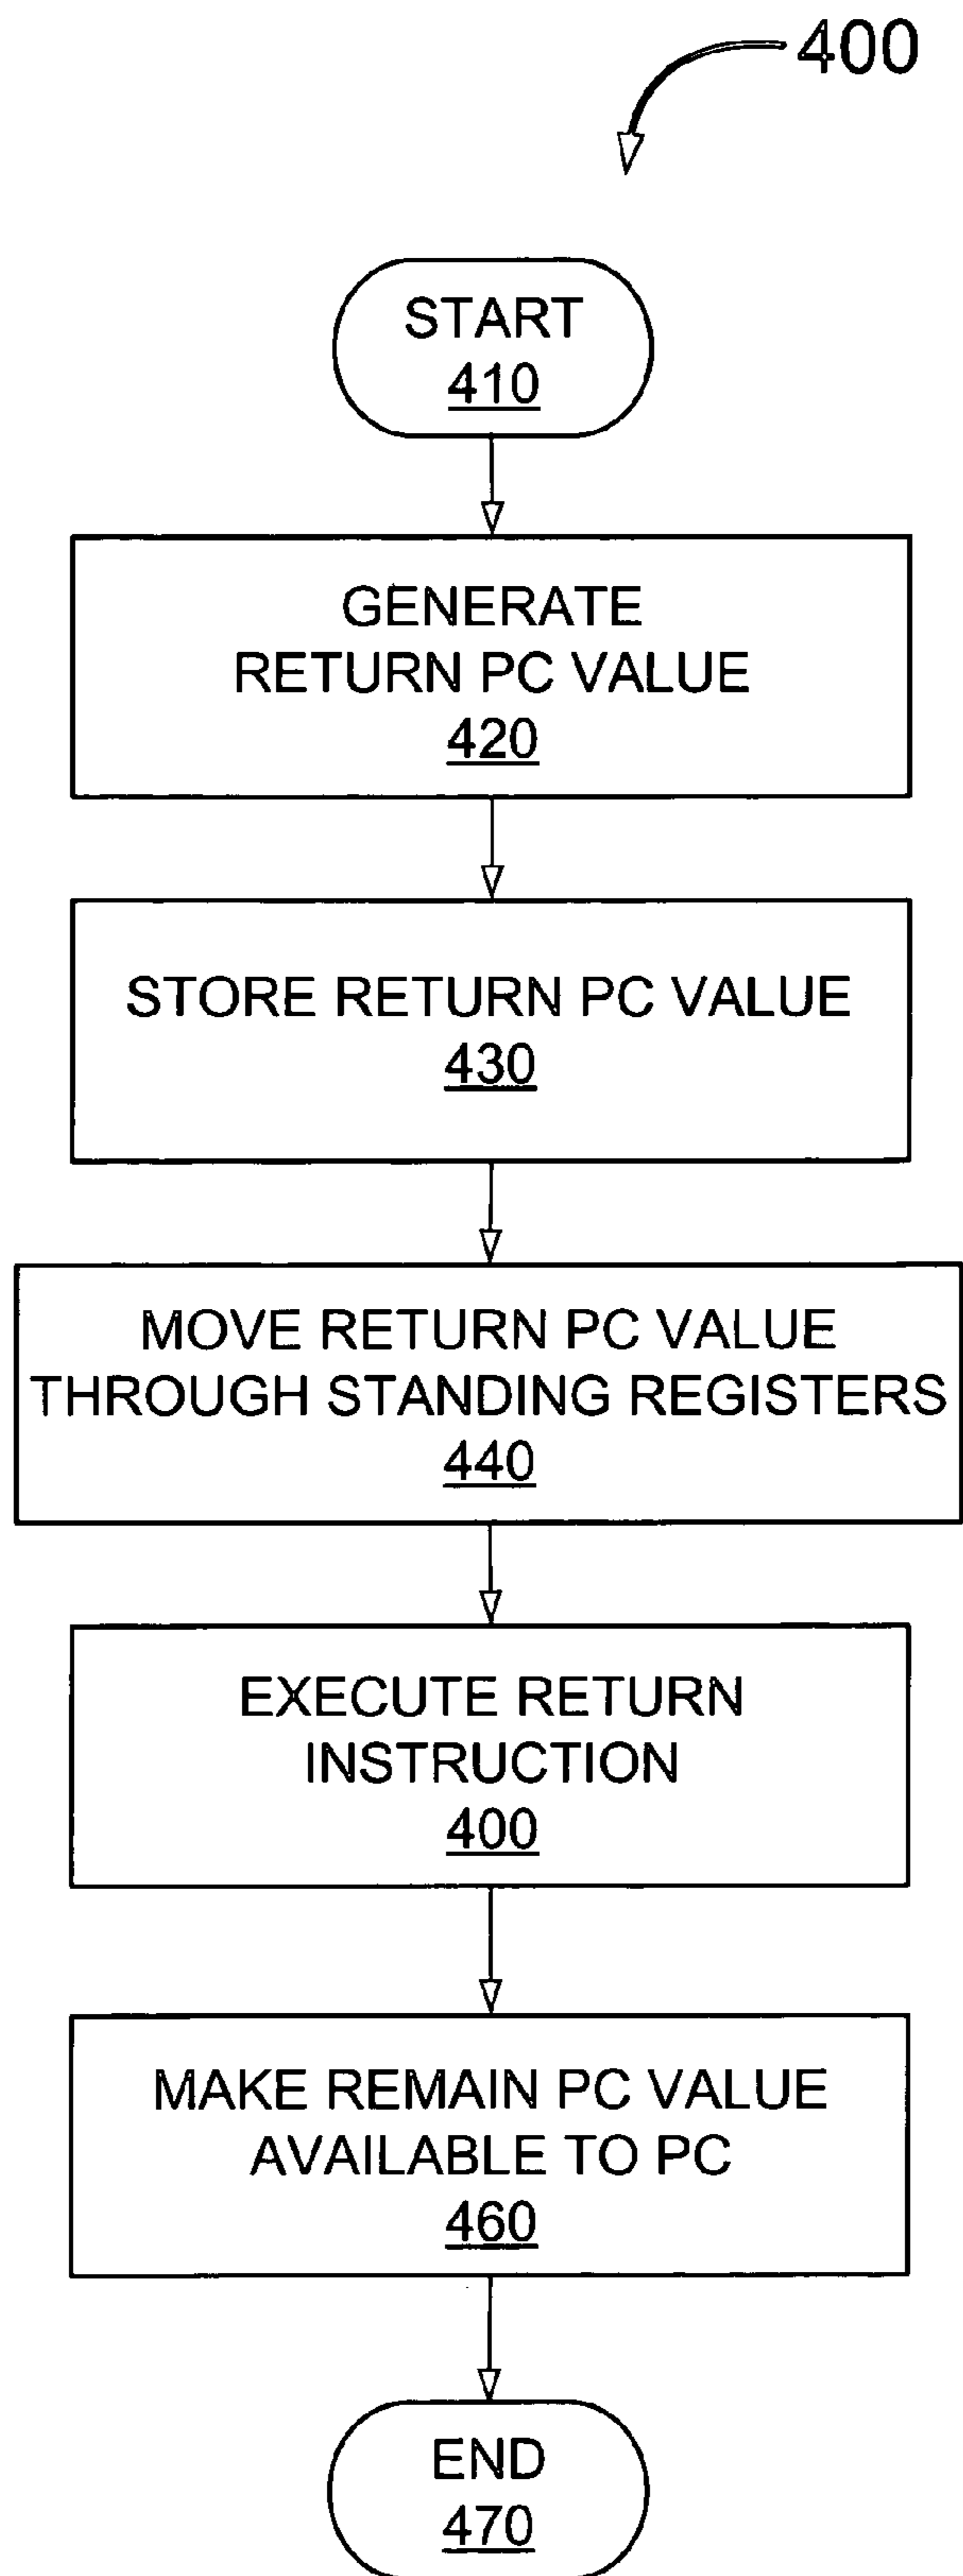 400
START
410
GENERATE
RETURN PC VALUE
420
STORE RETURN PC VALUE
430
MOVE RETURN PC VALUE
THROUGH STANDING REGISTERS
440
EXECUTE RETURN
INSTRUCTION
400
MAKE REMAIN PC VALUE
AVAILABLE TO PC
460
END
470